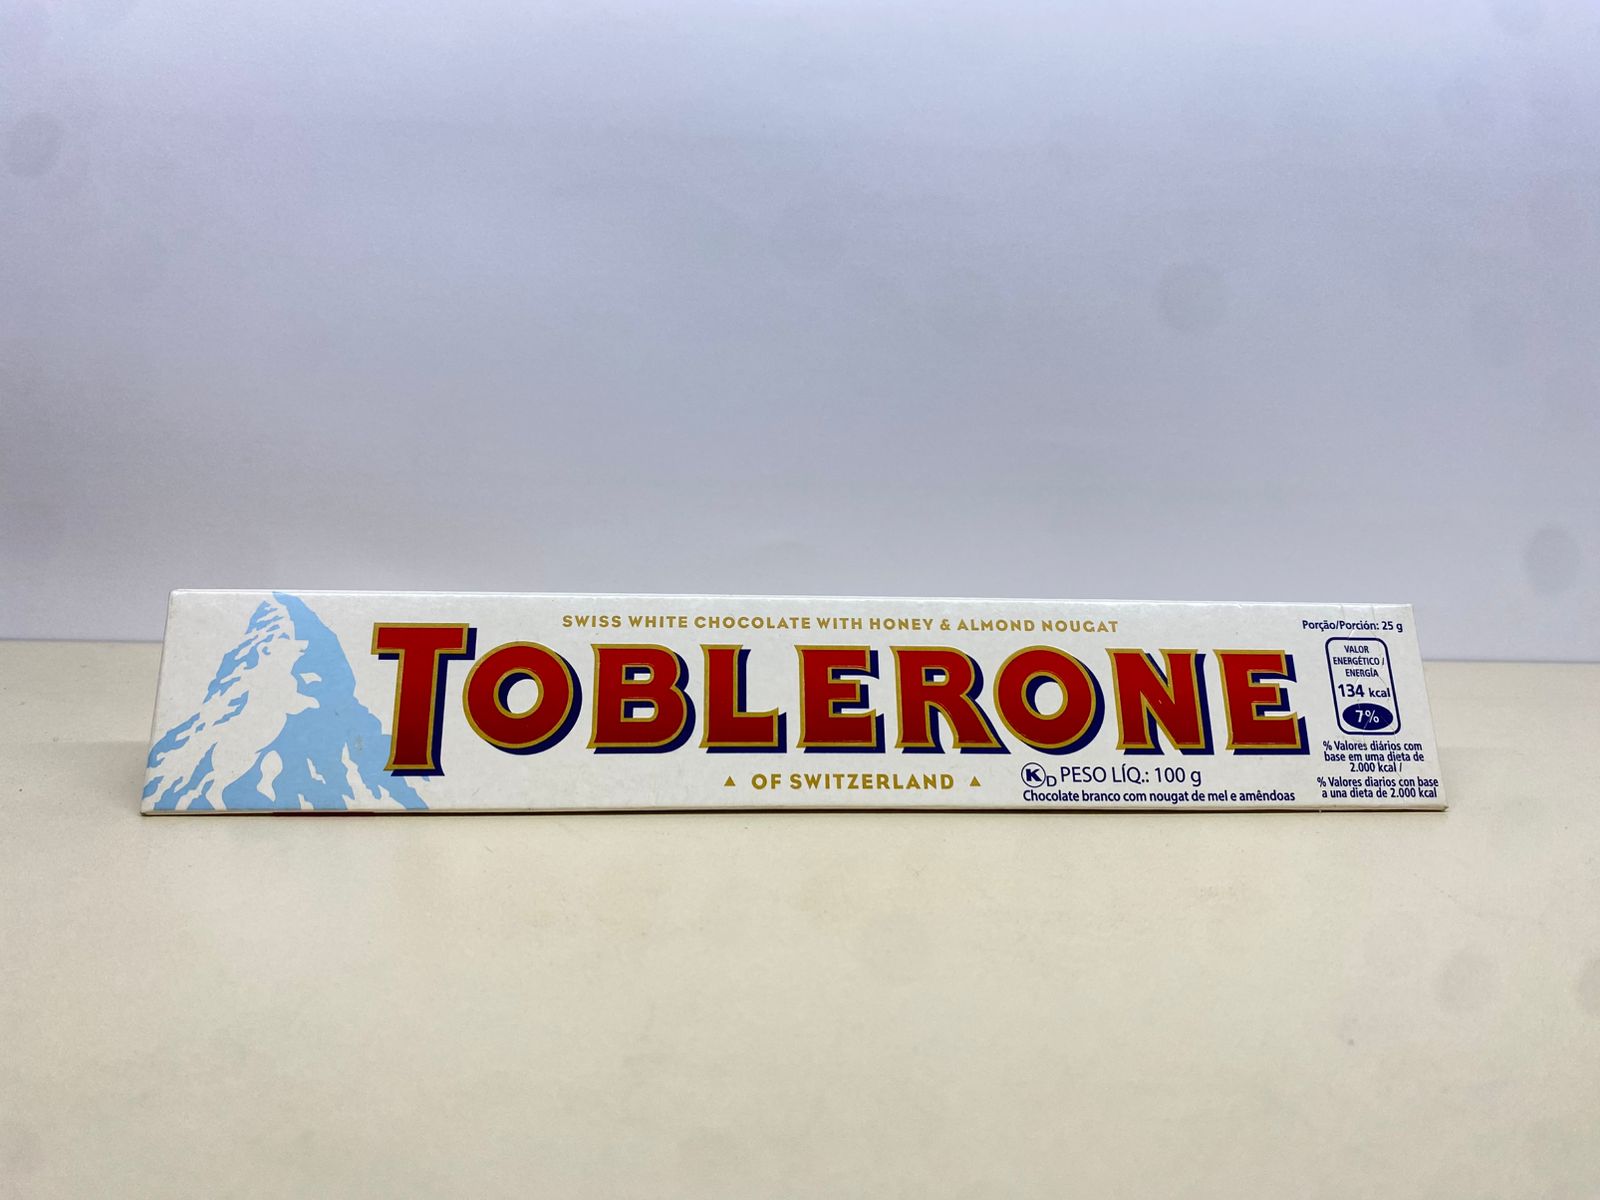 SWISS WHITE CHOCOLATE WITH HONEY & ALMOND NOUGAT
TOBLERONE
▲ OF SWITZERLAND ▲
K D PESO LÍQ.: 100 g
Chocolate branco com nougat de mel e amêndoas
Porção/Porción: 25 g
VALOR
ENERGÉTICO /
ENERGÍA
134 kcal
7%
% Valores diários com
base em uma dieta de
2.000 kcal /
% Valores diarios con base
a una dieta de 2.000 kcal